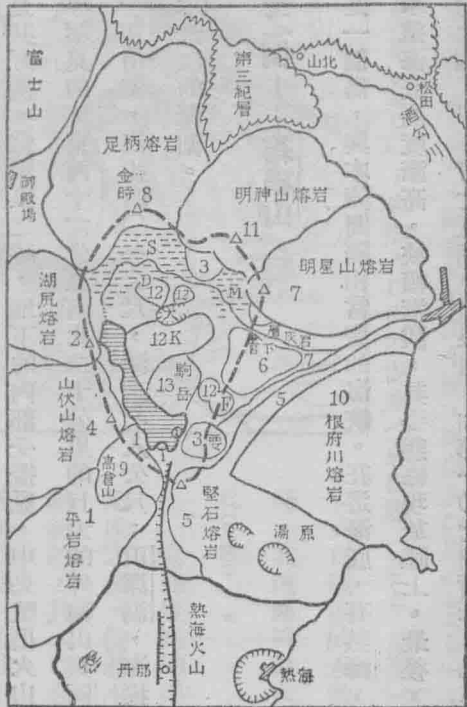 富士山
御殿場
第三紀層
山北
松田
酒匂川
足柄熔岩
金時
8
明神山熔岩
11
明星山熔岩
S
3
D
12
12
M
7
湖尻熔岩
2
12K
6
7
駒岳
13
12
F
5
10
根府川熔岩
山伏山熔岩
4
1
3
9
高倉山
1
平岩熔岩
5
堅石熔岩
湯原
丹那
熱海火山
熱海